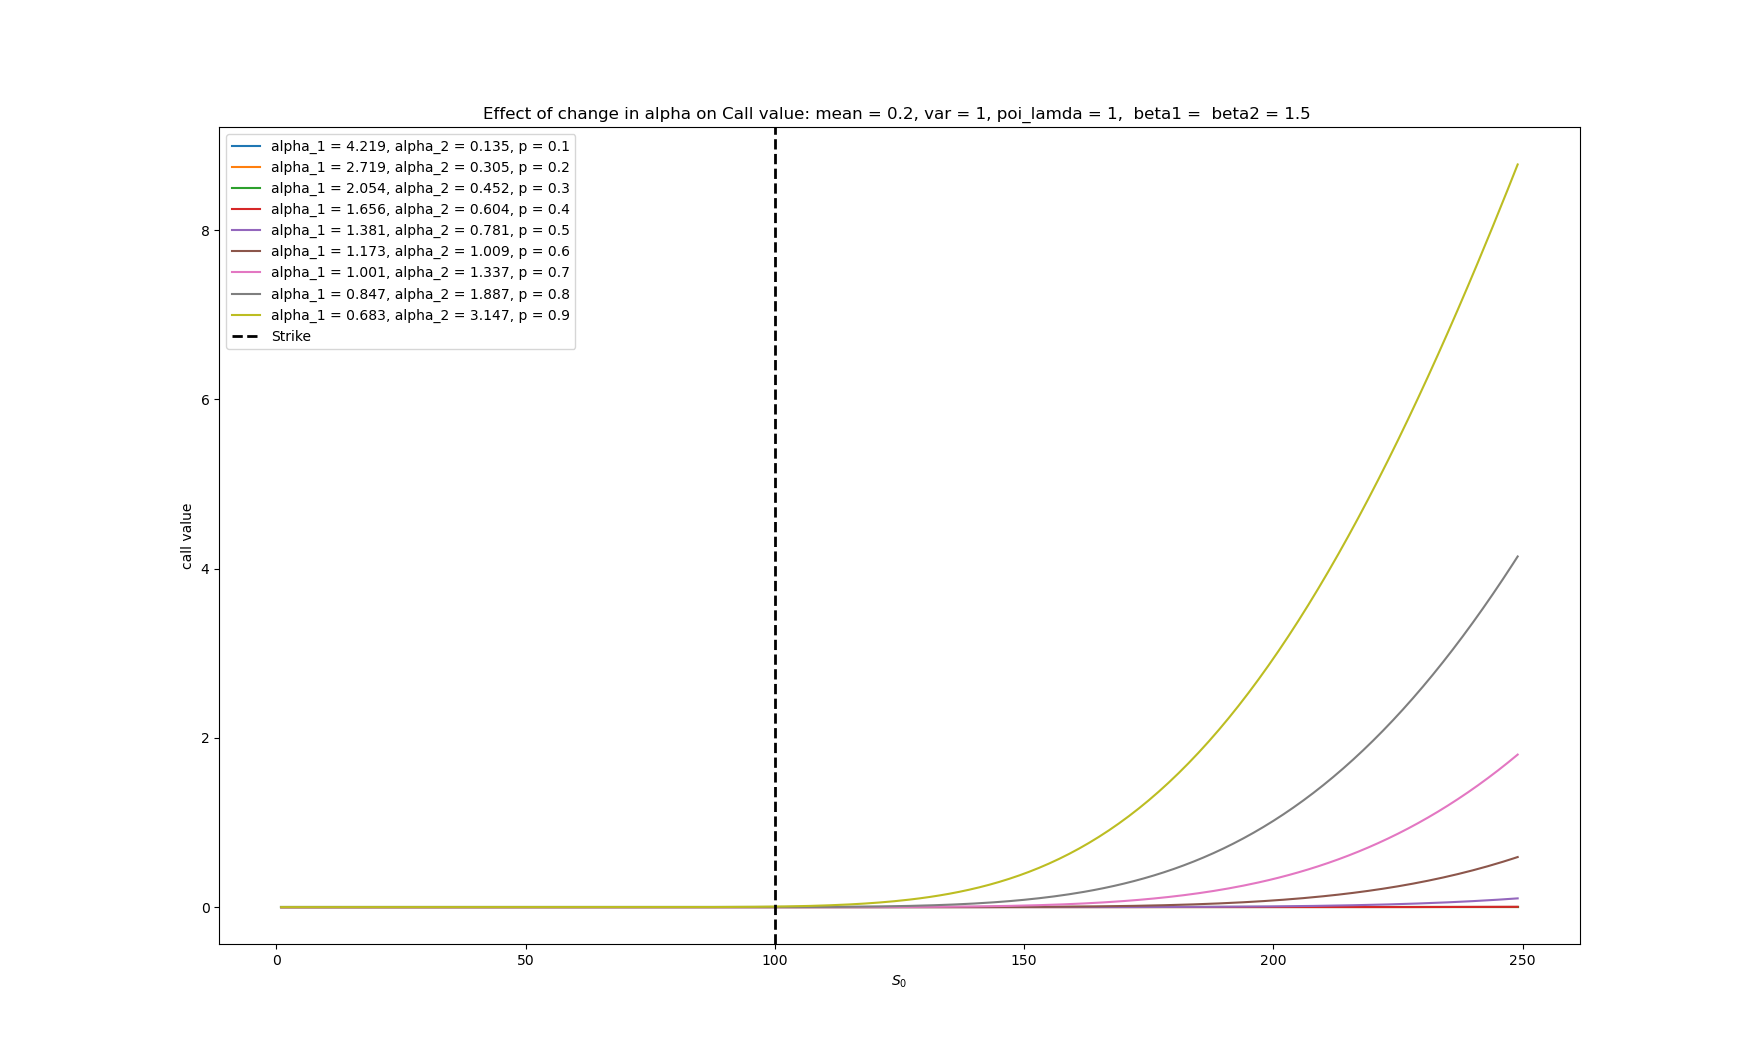 Effect of change in alpha on Call value: mean = 0.2, var = 1, poi_lamda = 1,  beta1 =  beta2 = 1.5
alpha_1 = 4.219, alpha_2 = 0.135, p = 0.1
alpha_1 = 2.719, alpha_2 = 0.305, p = 0.2
alpha_1 = 2.054, alpha_2 = 0.452, p = 0.3
alpha_1 = 1.656, alpha_2 = 0.604, p = 0.4
alpha_1 = 1.381, alpha_2 = 0.781, p = 0.5
alpha_1 = 1.173, alpha_2 = 1.009, p = 0.6
alpha_1 = 1.001, alpha_2 = 1.337, p = 0.7
alpha_1 = 0.847, alpha_2 = 1.887, p = 0.8
alpha_1 = 0.683, alpha_2 = 3.147, p = 0.9
Strike
8
6
4
2
0
call value
0 50 100 150 200 250
S₀